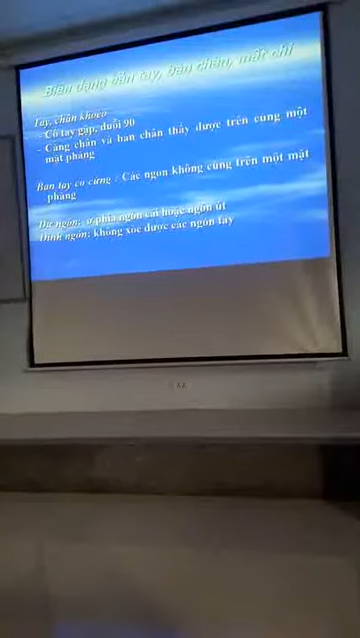 Biến dạng bàn tay, bàn chân, mất chi
Tay, chân khoèo
- Cổ tay gập, duỗi 90
- Cẳng chân và bàn chân thấy được trên cùng một
mặt phẳng
Bàn tay co cứng : Các ngón không cùng trên một mặt
phẳng
Dư ngón: ở phía ngón cái hoặc ngón út
Dính ngón: không xòe được các ngón tay